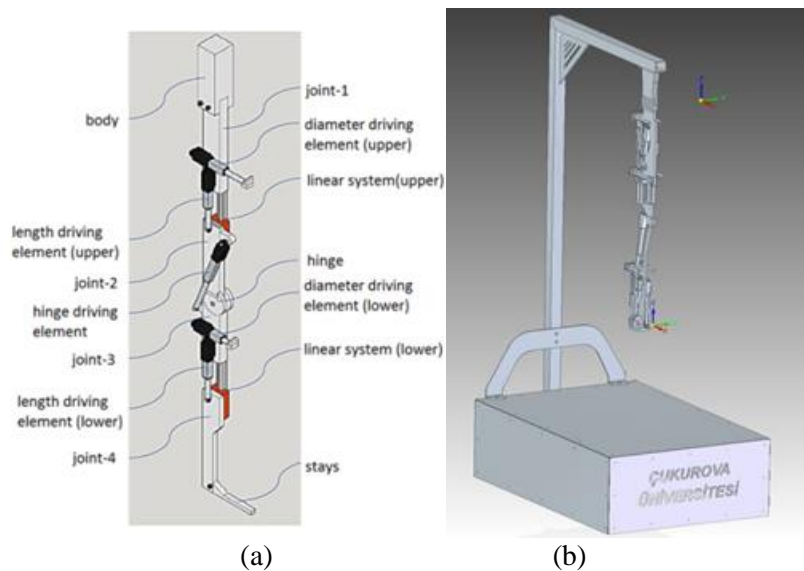 body
length driving
element (upper)
joint-2
hinge driving
element
joint-3
length driving
element (lower)
joint-4
joint-1
diameter driving
element (upper)
linear system(upper)
hinge
diameter driving
element (lower)
linear system (lower)
stays
(a)
ÇUKUROVA
ÜNİVERSİTESİ
(b)